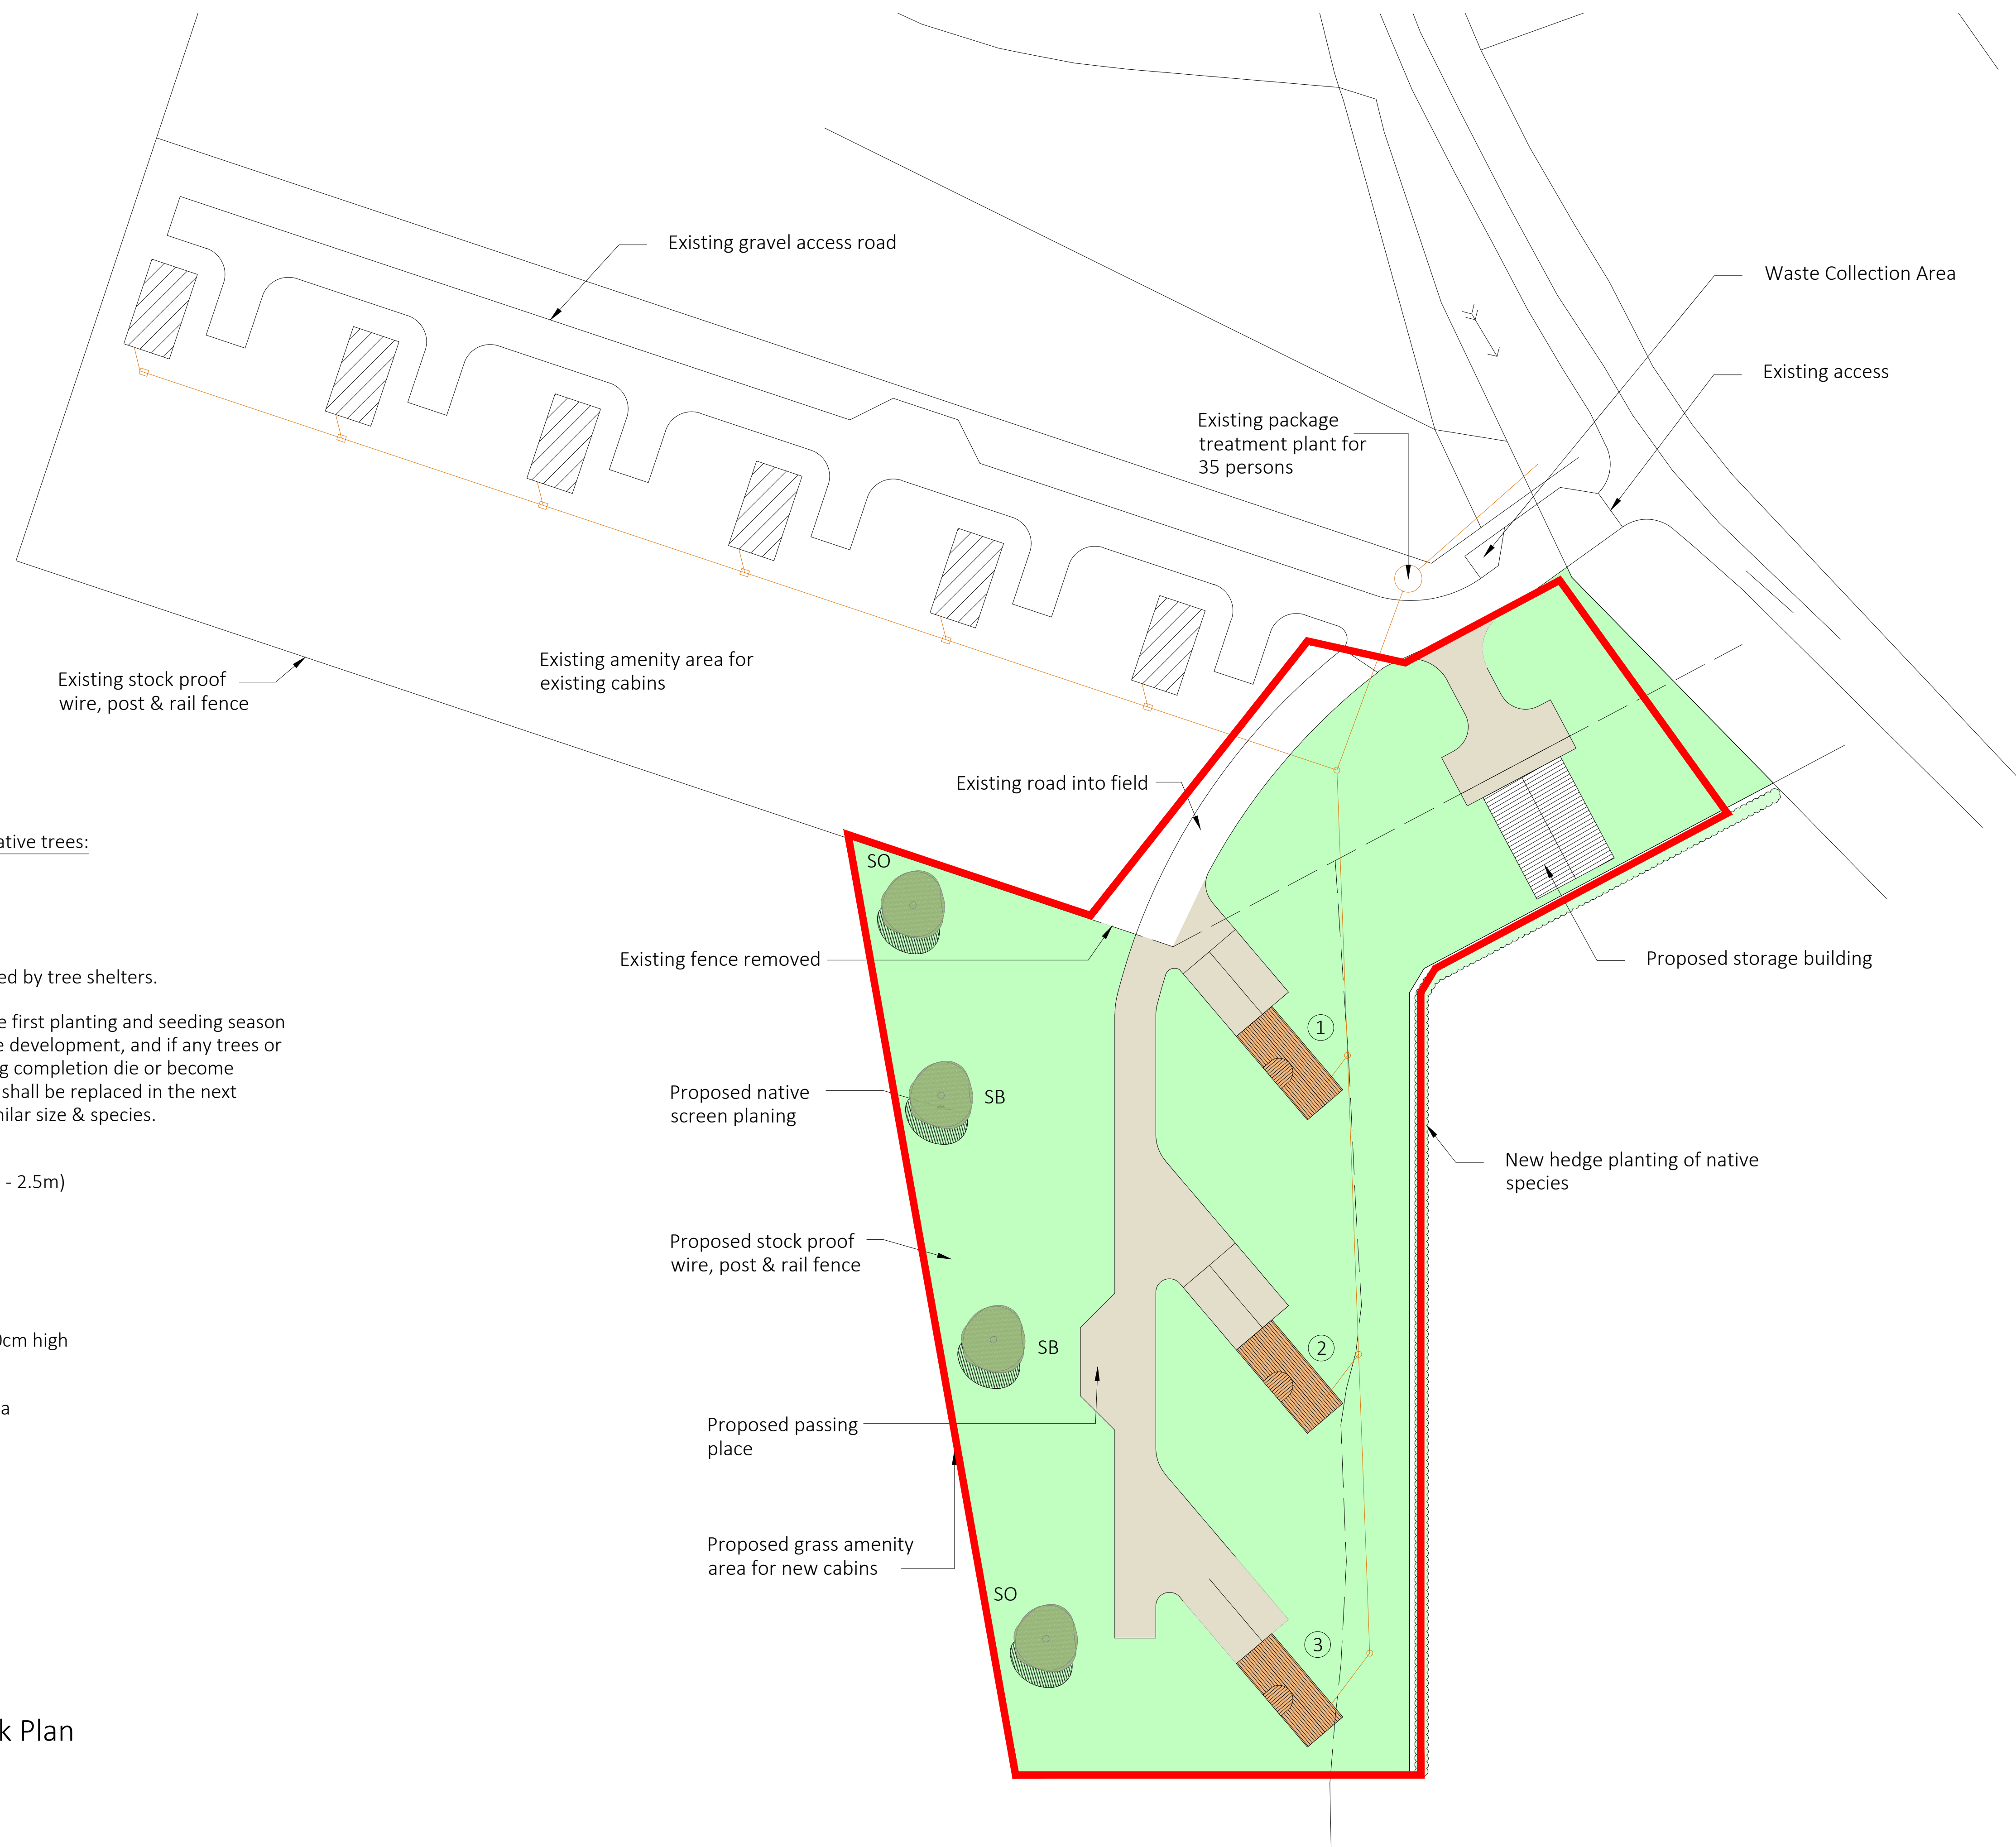 Existing gravel access road
Waste Collection Area
Existing access
Existing package
treatment plant for
35 persons
Existing stock proof
wire, post & rail fence
Existing amenity area for
existing cabins
Existing road into field
ative trees:
SO
Existing fence removed
Proposed storage building
ed by tree shelters.
e first planting and seeding season
e development, and if any trees or
g completion die or become
shall be replaced in the next
nilar size & species.
1
Proposed native
screen planing
SB
New hedge planting of native
species
- 2.5m)
Proposed stock proof
wire, post & rail fence
0cm high
SB
2
a
Proposed passing
place
Proposed grass amenity
area for new cabins
SO
3
k Plan